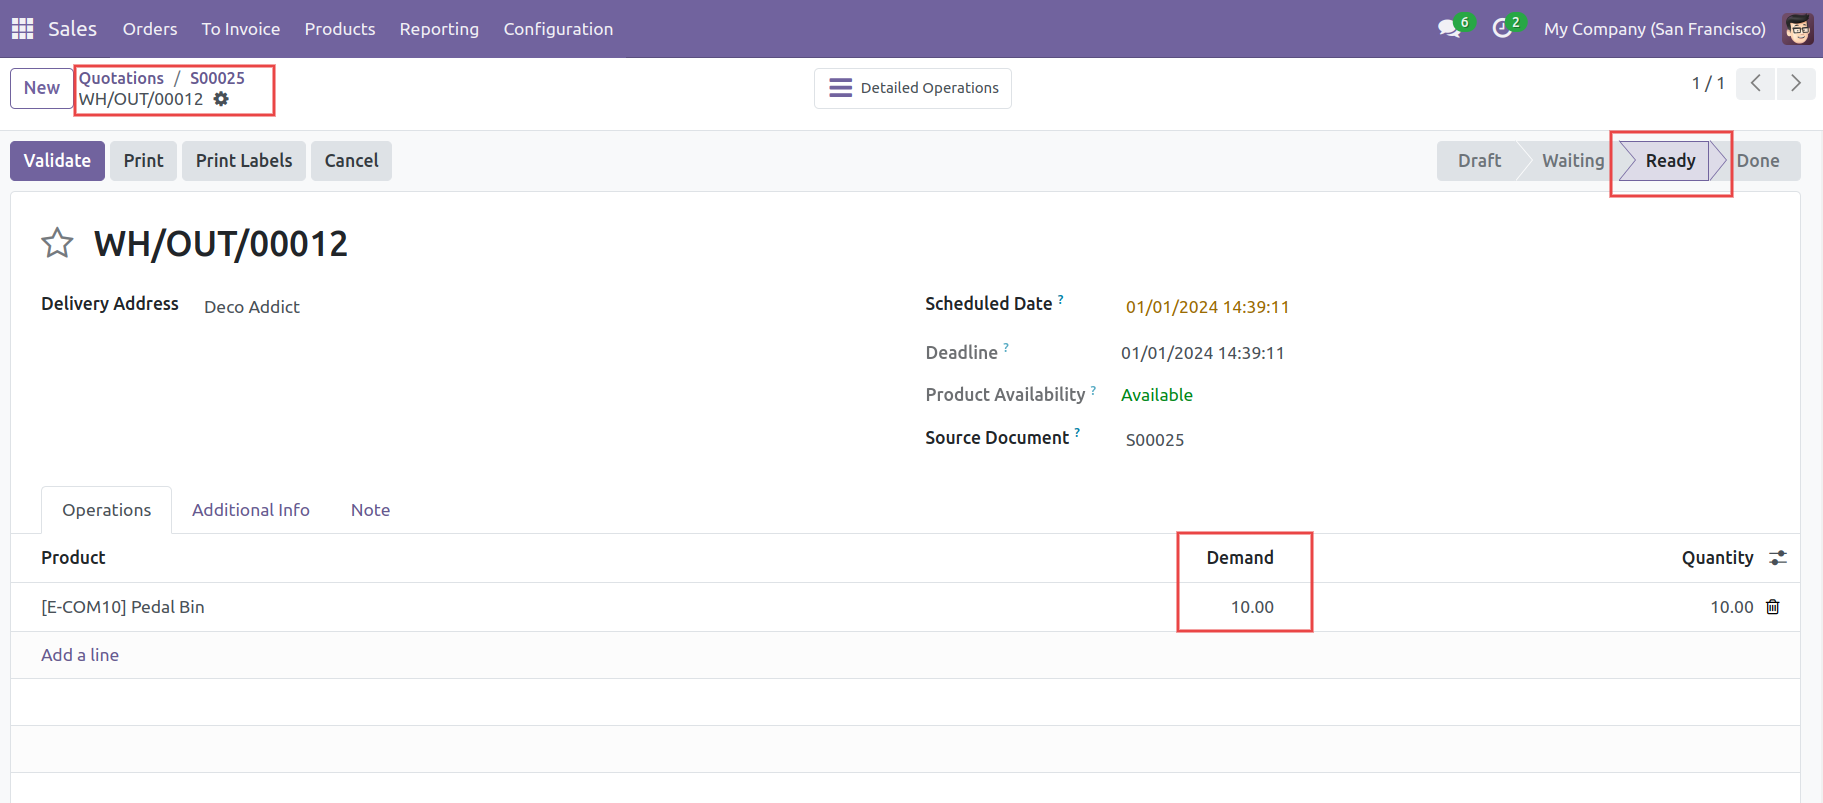 Sales Orders To Invoice Products Reporting Configuration 6 2 My Company (San Francisco)
New Quotations / S00025 Detailed Operations 1 / 1
WH/OUT/00012
Validate Print Print Labels Cancel Draft Waiting Ready Done
WH/OUT/00012
Delivery Address Deco Addict Scheduled Date ? 01/01/2024 14:39:11
Deadline ? 01/01/2024 14:39:11
Product Availability ? Available
Source Document ? S00025
Operations Additional Info Note
Product Demand Quantity
[E-COM10] Pedal Bin 10.00 10.00
Add a line